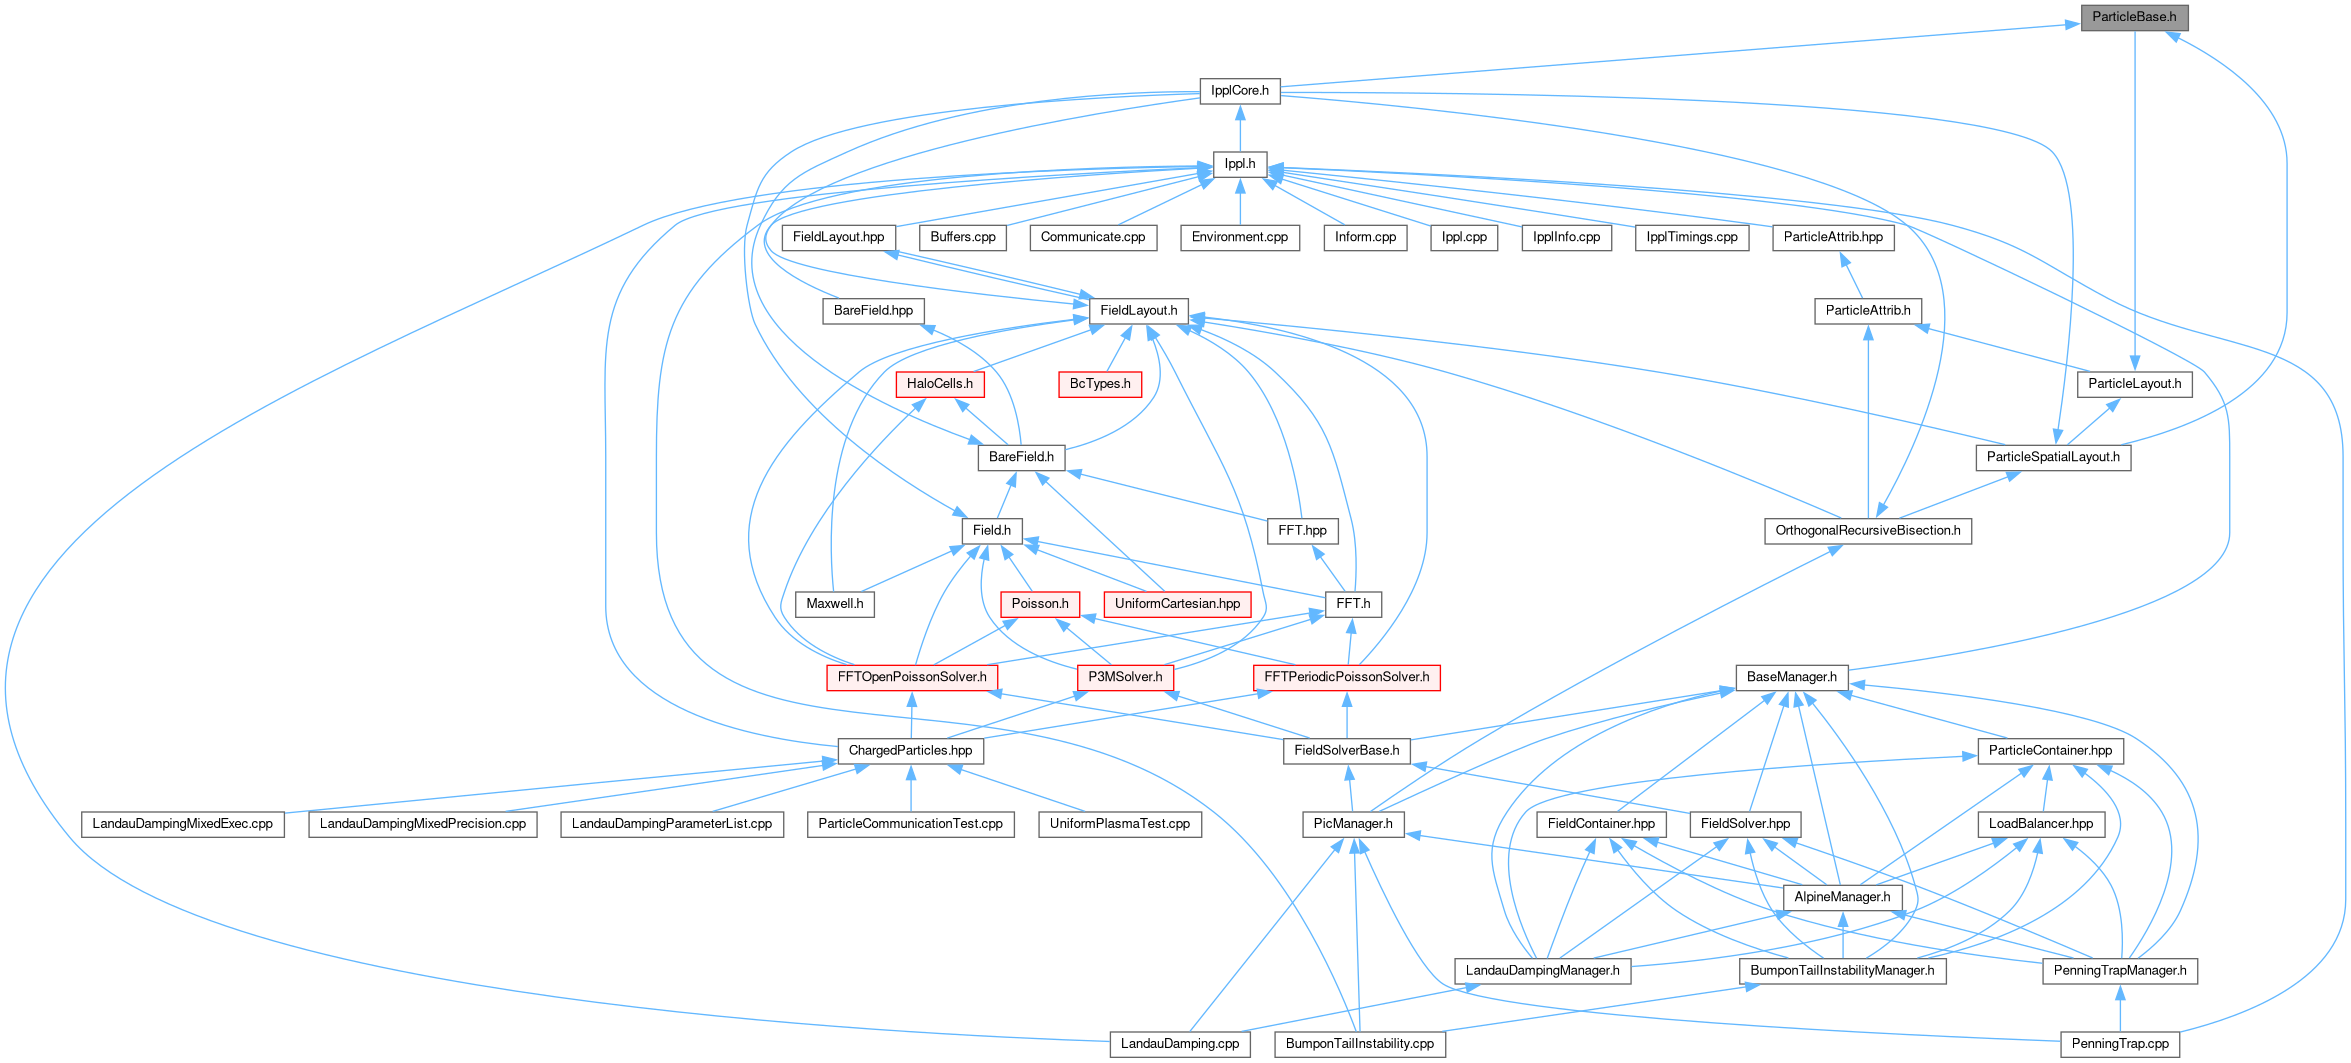 ParticleBase.h
IpplCore.h
Ippl.h
FieldLayout.hpp
Buffers.cpp
Communicate.cpp
Environment.cpp
Inform.cpp
Ippl.cpp
IpplInfo.cpp
IpplTimings.cpp
ParticleAttrib.hpp
BareField.hpp
FieldLayout.h
ParticleAttrib.h
HaloCells.h
BcTypes.h
ParticleLayout.h
BareField.h
ParticleSpatialLayout.h
Field.h
FFT.hpp
OrthogonalRecursiveBisection.h
Maxwell.h
Poisson.h
UniformCartesian.hpp
FFT.h
FFTOpenPoissonSolver.h
P3MSolver.h
FFTPeriodicPoissonSolver.h
BaseManager.h
ChargedParticles.hpp
FieldSolverBase.h
ParticleContainer.hpp
LandauDampingMixedExec.cpp
LandauDampingMixedPrecision.cpp
LandauDampingParameterList.cpp
ParticleCommunicationTest.cpp
UniformPlasmaTest.cpp
PicManager.h
FieldContainer.hpp
FieldSolver.hpp
LoadBalancer.hpp
AlpineManager.h
LandauDampingManager.h
BumponTailInstabilityManager.h
PenningTrapManager.h
LandauDamping.cpp
BumponTailInstability.cpp
PenningTrap.cpp